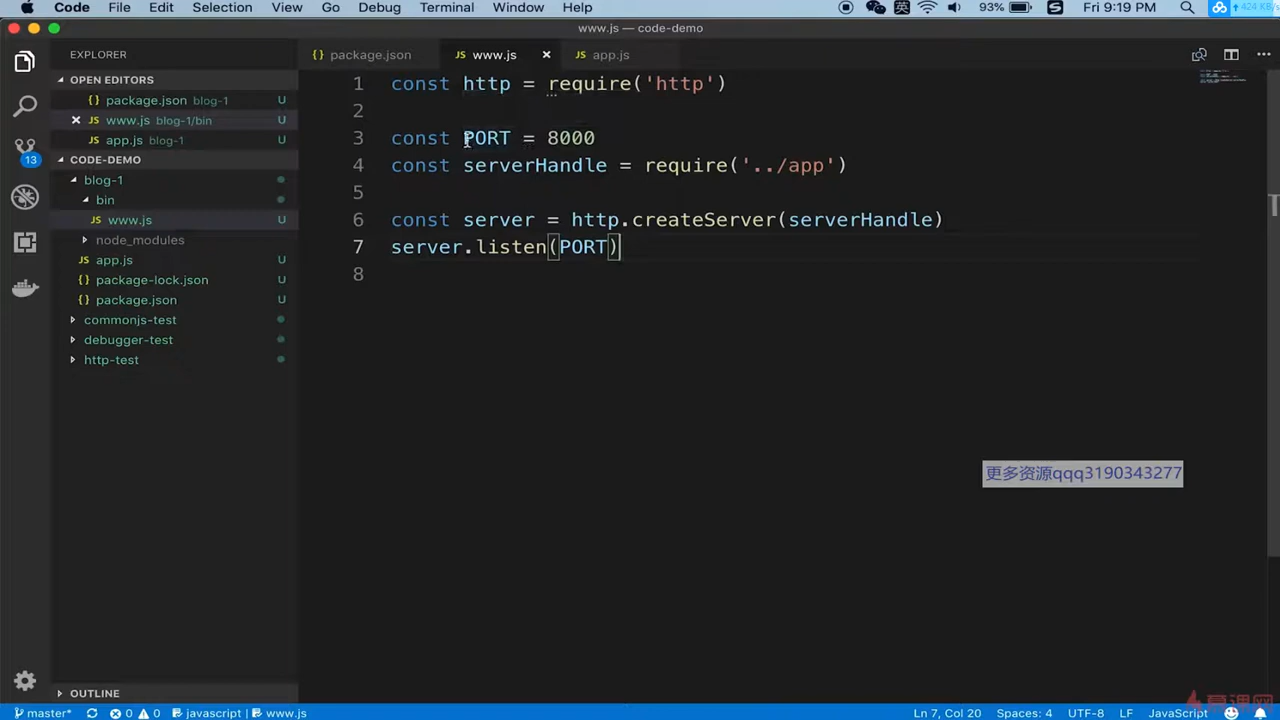 Code File Edit Selection View Go Debug Terminal Window Help
英 93% Fri 9:19 PM 424 KB/s
www.js — code-demo
EXPLORER
package.json
JS www.js
JS app.js
OPEN EDITORS
{} package.json blog-1 U
JS www.js blog-1/bin U
JS app.js blog-1 U
CODE-DEMO
blog-1
bin
JS www.js U
node_modules
JS app.js U
{} package-lock.json U
{} package.json U
commonjs-test
debugger-test
http-test
13
1 const http = require('http')
2
3 const PORT = 8000
4 const serverHandle = require('../app')
5
6 const server = http.createServer(serverHandle)
7 server.listen(PORT)
8
更多资源qqq3190343277
OUTLINE
慕课网
master* 0 0 javascript | www.js
Ln 7, Col 20 Spaces: 4 UTF-8 LF JavaScript